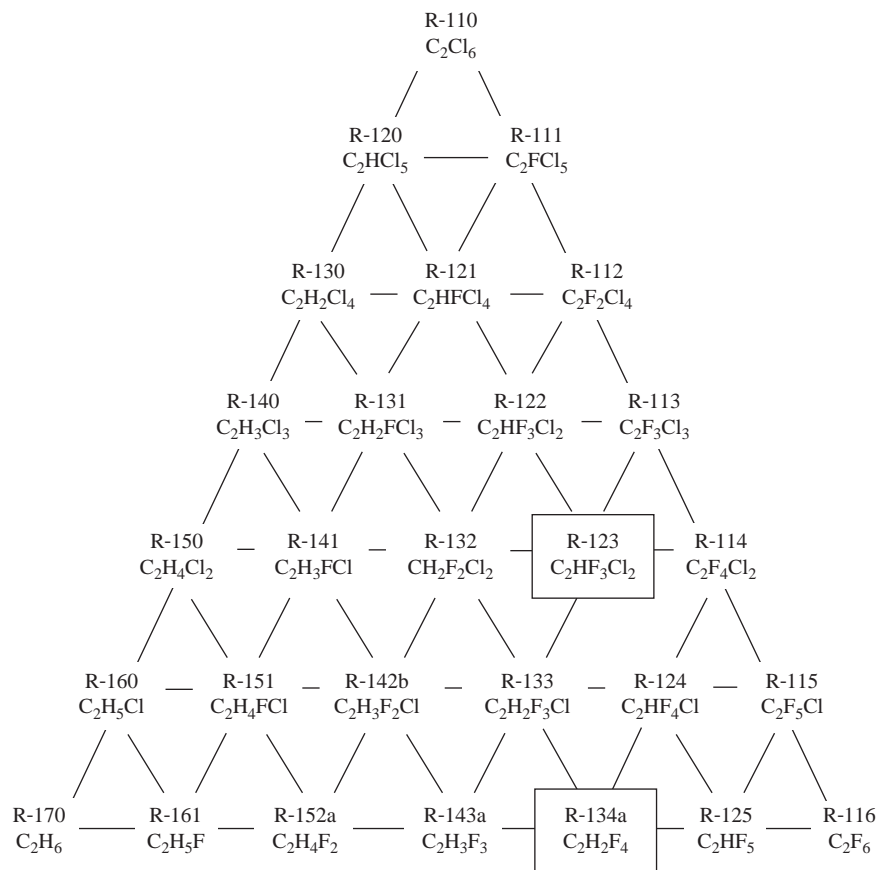 R-110
C₂Cl₆
R-120 R-111
C₂HCl₅ C₂FCl₅
R-130 R-121 R-112
C₂H₂Cl₄ C₂HFCl₄ C₂F₂Cl₄
R-140 R-131 R-122 R-113
C₂H₃Cl₃ C₂H₂FCl₃ C₂HF₃Cl₂ C₂F₃Cl₃
R-150 R-141 R-132 R-123 R-114
C₂H₄Cl₂ C₂H₃FCl CH₂F₂Cl₂ C₂HF₃Cl₂ C₂F₄Cl₂
R-160 R-151 R-142b R-133 R-124 R-115
C₂H₅Cl C₂H₄FCl C₂H₃F₂Cl C₂H₂F₃Cl C₂HF₄Cl C₂F₅Cl
R-170 R-161 R-152a R-143a R-134a R-125 R-116
C₂H₆ C₂H₅F C₂H₄F₂ C₂H₃F₃ C₂H₂F₄ C₂HF₅ C₂F₆